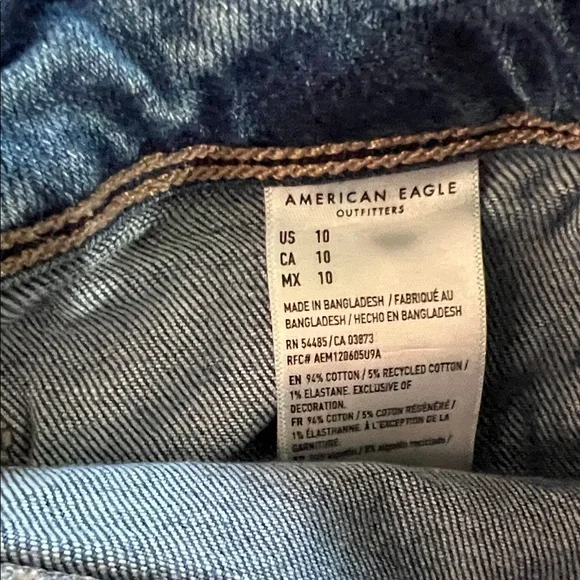 AMERICAN EAGLE
OUTFITTERS
US 10
CA 10
MX 10
MADE IN BANGLADESH / FABRIQUÉ AU
BANGLADESH / HECHO EN BANGLADESH
RN 54485/CA 03873
RFC# AEM120605U9A
EN 94% COTTON / 5% RECYCLED COTTON /
1% ELASTANE. EXCLUSIVE OF
DECORATION.
FR 94% COTON / 5% COTON RÉGÉNÉRÉ /
1% ÉLASTHANNE. À L'EXCEPTION DE LA
GARNITURE.